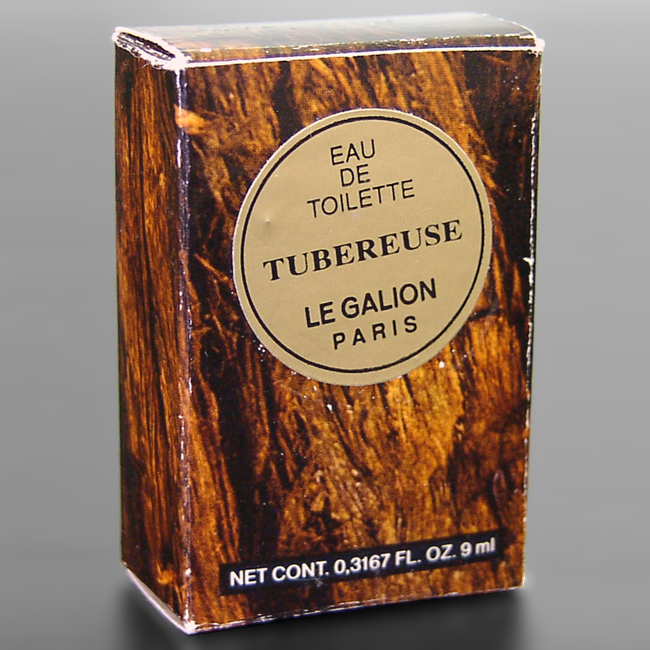 EAU
DE
TOILETTE
TUBEREUSE
LE GALION
PARIS
NET CONT. 0,3167 FL. OZ. 9 ml